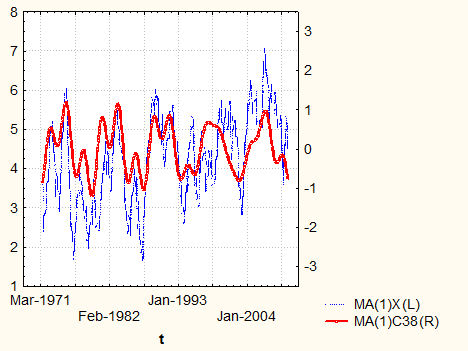 8
7
6
5
4
3
2
1
3
2
1
0
-1
-2
-3
Mar-1971
Jan-1993
Feb-1982
Jan-2004
t
MA(1)X(L)
MA(1)C38(R)